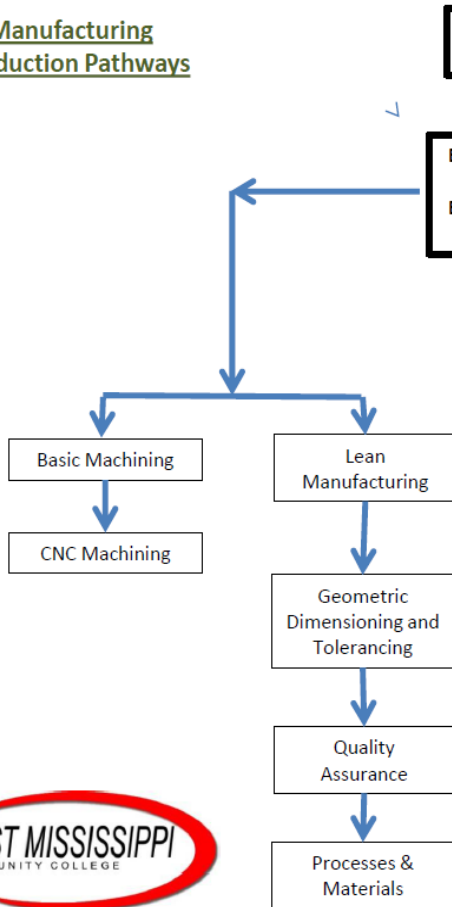 Manufacturing
duction Pathways
Basic Machining
CNC Machining
Lean
Manufacturing
Geometric
Dimensioning and
Tolerancing
Quality
Assurance
Processes &
Materials
ST MISSISSIPPI
UNITY COLLEGE